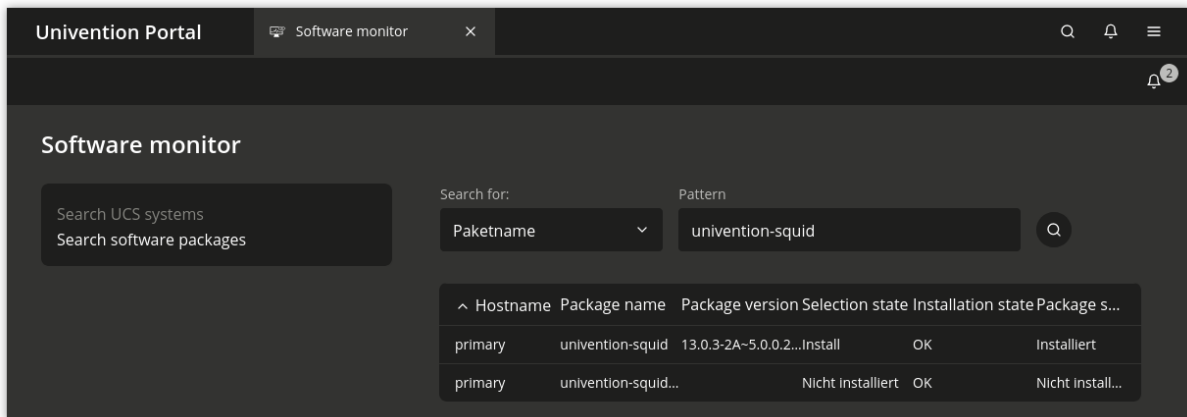 Univention Portal Software monitor
2
Software monitor
Search UCS systems
Search software packages
Search for: Pattern
Paketname univention-squid
Hostname Package name Package version Selection state Installation state Package s...
primary univention-squid 13.0.3-2A~5.0.0.2... Install OK Installiert
primary univention-squid... Nicht installiert OK Nicht install...